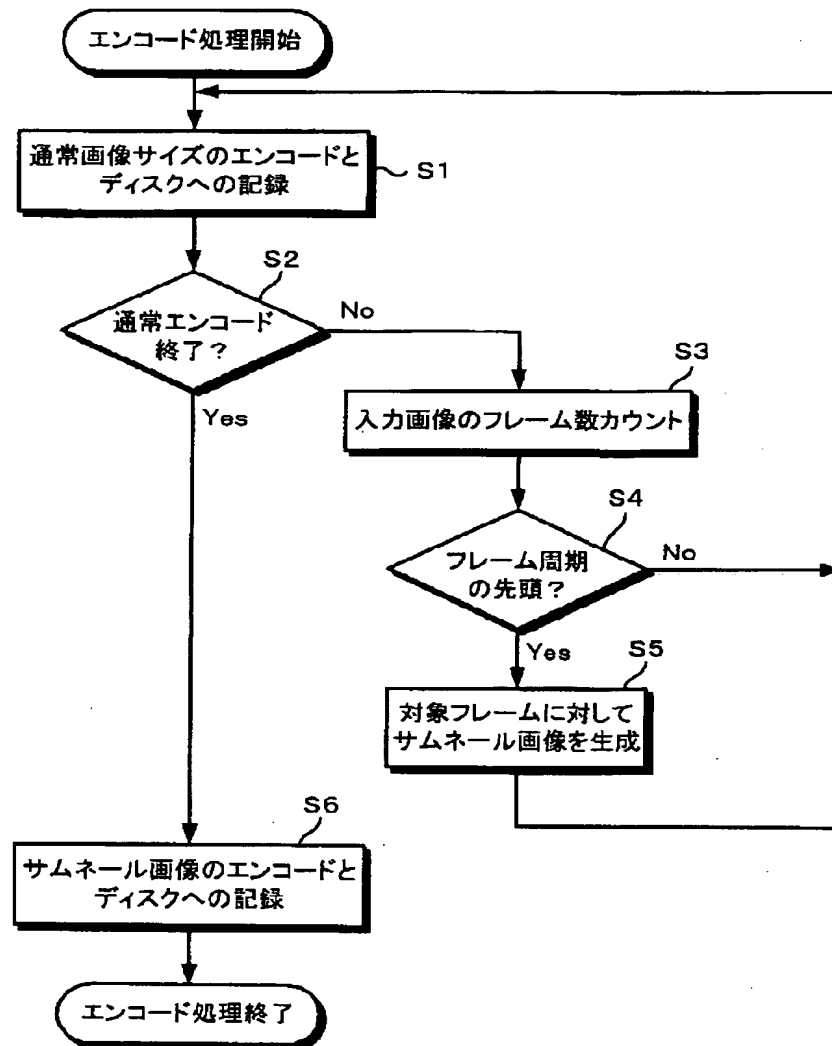 エンコード処理開始
通常画像サイズのエンコードと
ディスクへの記録
S1
S2
通常エンコード
終了？
No
Yes
S3
入力画像のフレーム数カウント
S4
フレーム周期
の先頭？
No
Yes
S5
対象フレームに対して
サムネール画像を生成
S6
サムネール画像のエンコードと
ディスクへの記録
エンコード処理終了